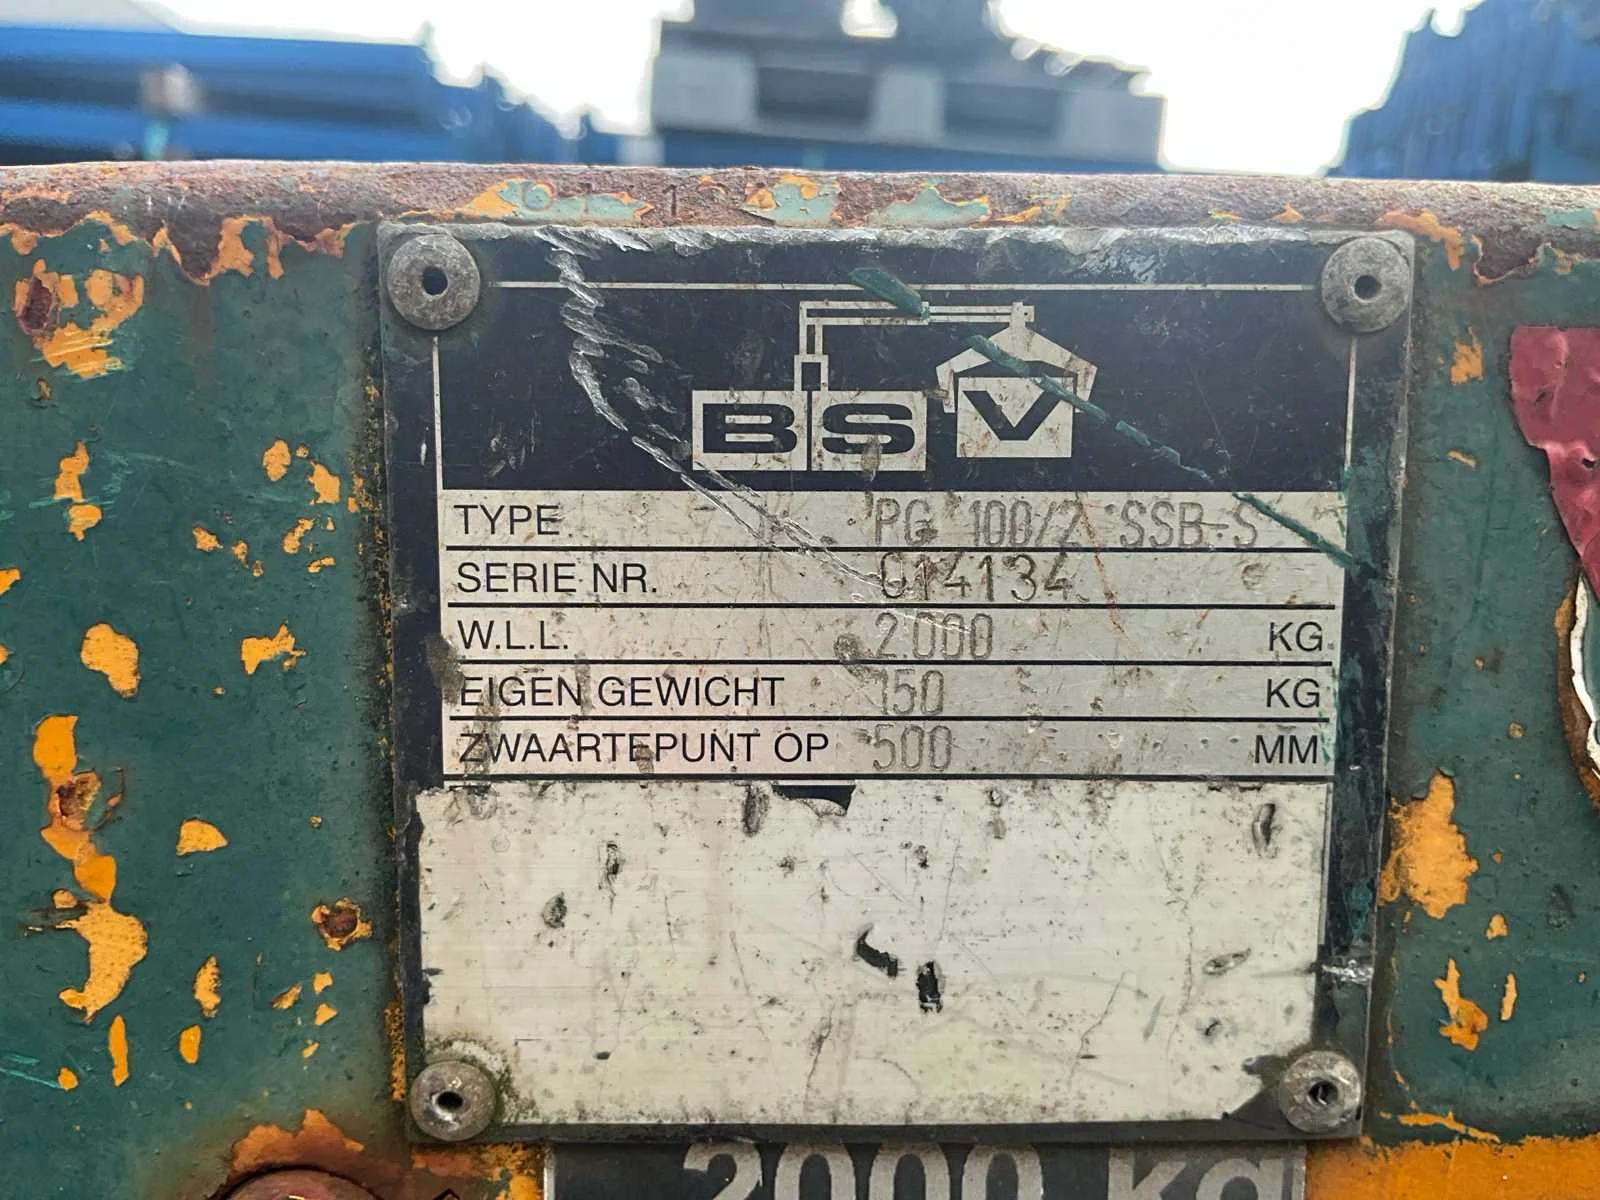 BSV
TYPE PG 100/2 SSB-S
SERIE NR. 014134
W.L.L. 2.000 KG
EIGEN GEWICHT 150 KG
ZWAARTEPUNT OP 500 MM
2000 kg